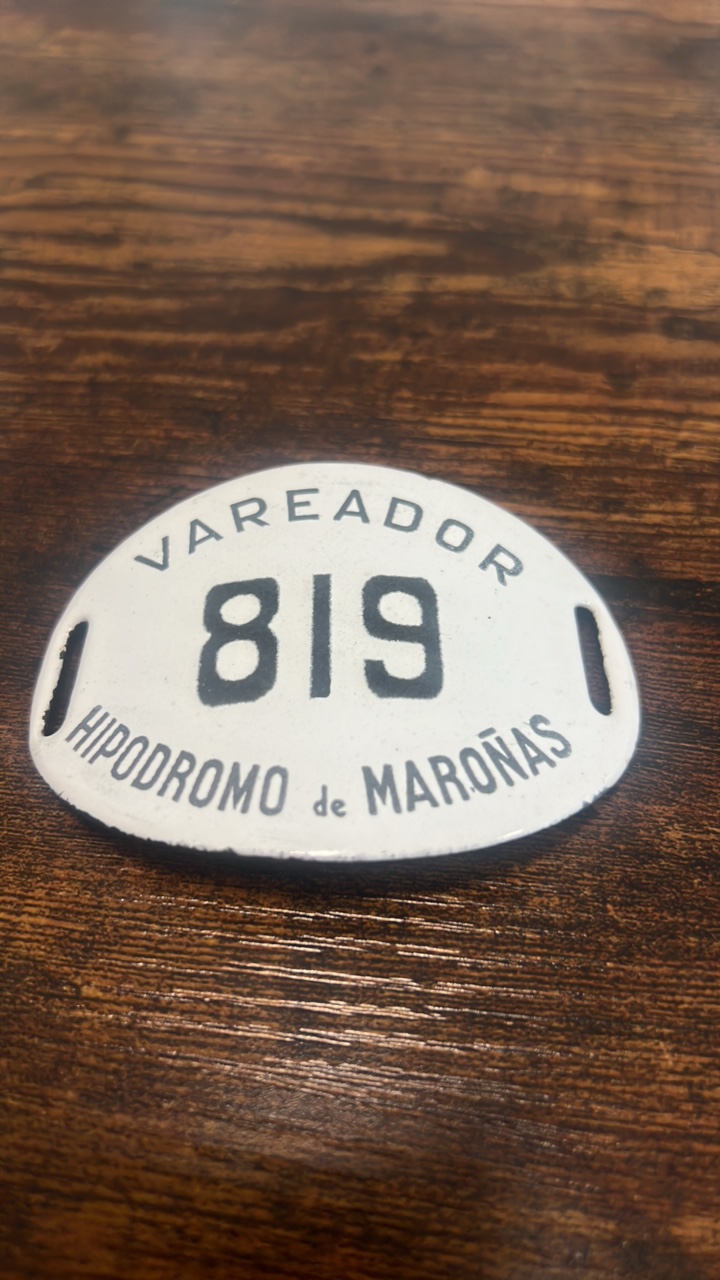 VAREADOR
819
HIPODROMO de MAROÑAS